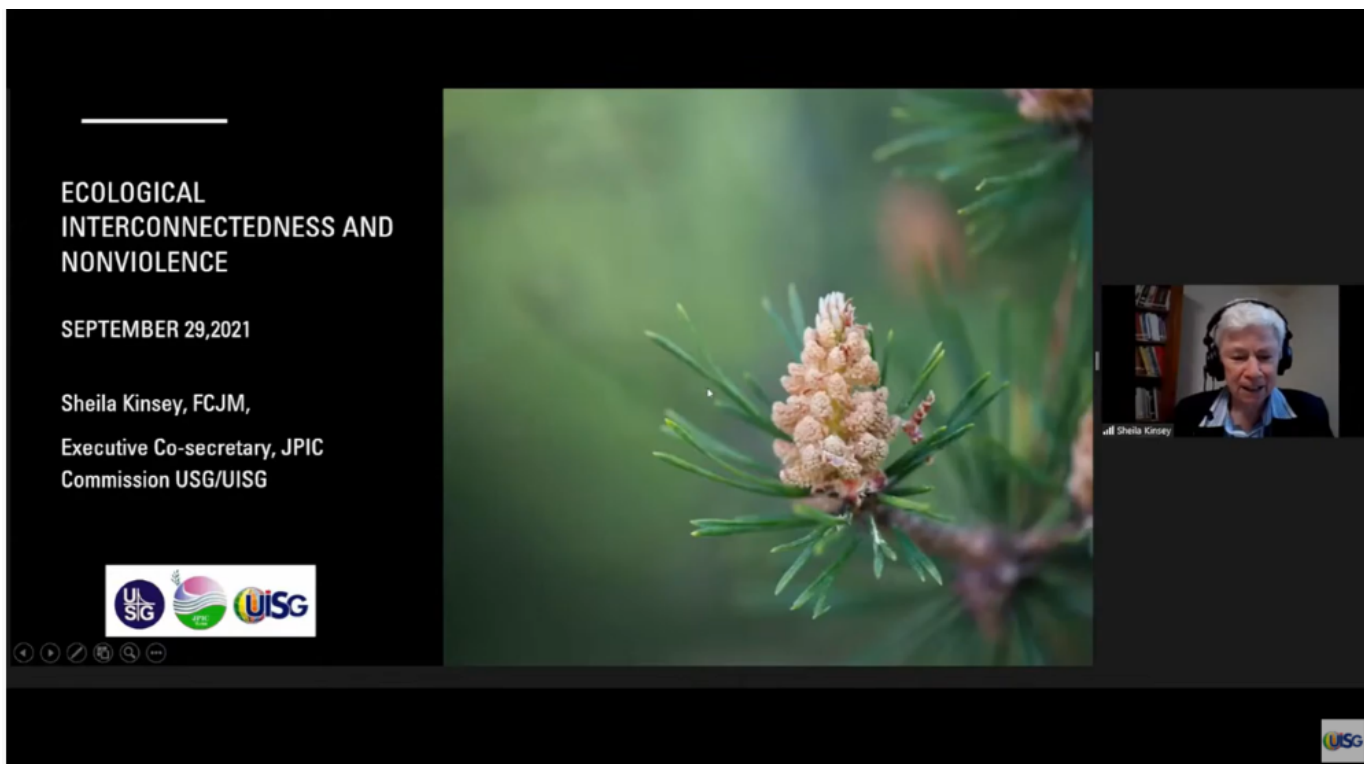 ECOLOGICAL
INTERCONNECTEDNESS AND
NONVIOLENCE
SEPTEMBER 29,2021
Sheila Kinsey, FCJM,
Executive Co-secretary, JPIC
Commission USG/UISG
USG
JPIC
UISG
Sheila Kinsey
UISG